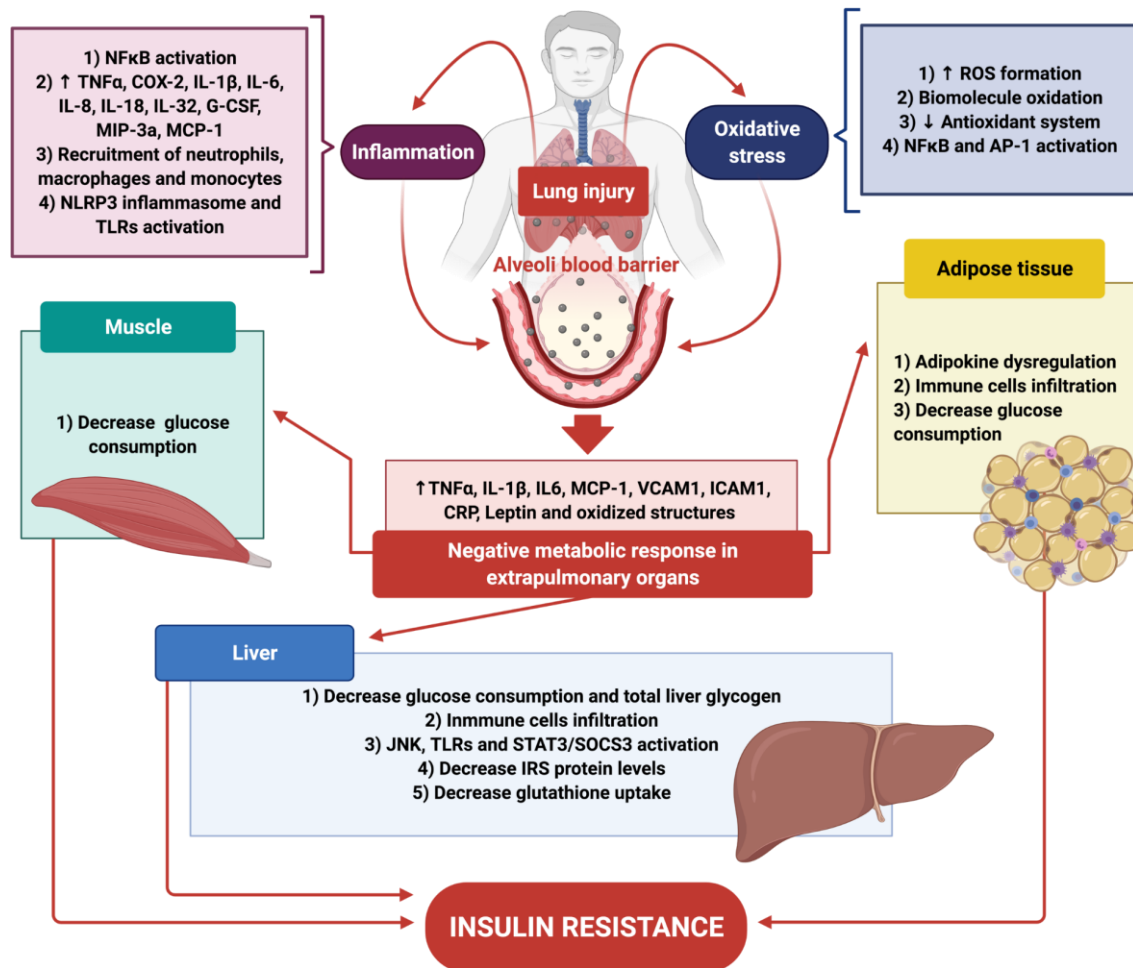 1) NFκB activation
2) ↑ TNFα, COX-2, IL-1β, IL-6,
IL-8, IL-18, IL-32, G-CSF,
MIP-3a, MCP-1
3) Recruitment of neutrophils,
macrophages and monocytes
4) NLRP3 inflammasome and
TLRs activation
Inflammation
Oxidative
stress
1) ↑ ROS formation
2) Biomolecule oxidation
3) ↓ Antioxidant system
4) NFκB and AP-1 activation
Lung injury
Alveoli blood barrier
Muscle
1) Decrease glucose
consumption
Adipose tissue
1) Adipokine dysregulation
2) Immune cells infiltration
3) Decrease glucose
consumption
↑TNFα, IL-1β, IL6, MCP-1, VCAM1, ICAM1,
CRP, Leptin and oxidized structures
Negative metabolic response in
extrapulmonary organs
Liver
1) Decrease glucose consumption and total liver glycogen
2) Inmmune cells infiltration
3) JNK, TLRs and STAT3/SOCS3 activation
4) Decrease IRS protein levels
5) Decrease glutathione uptake
INSULIN RESISTANCE